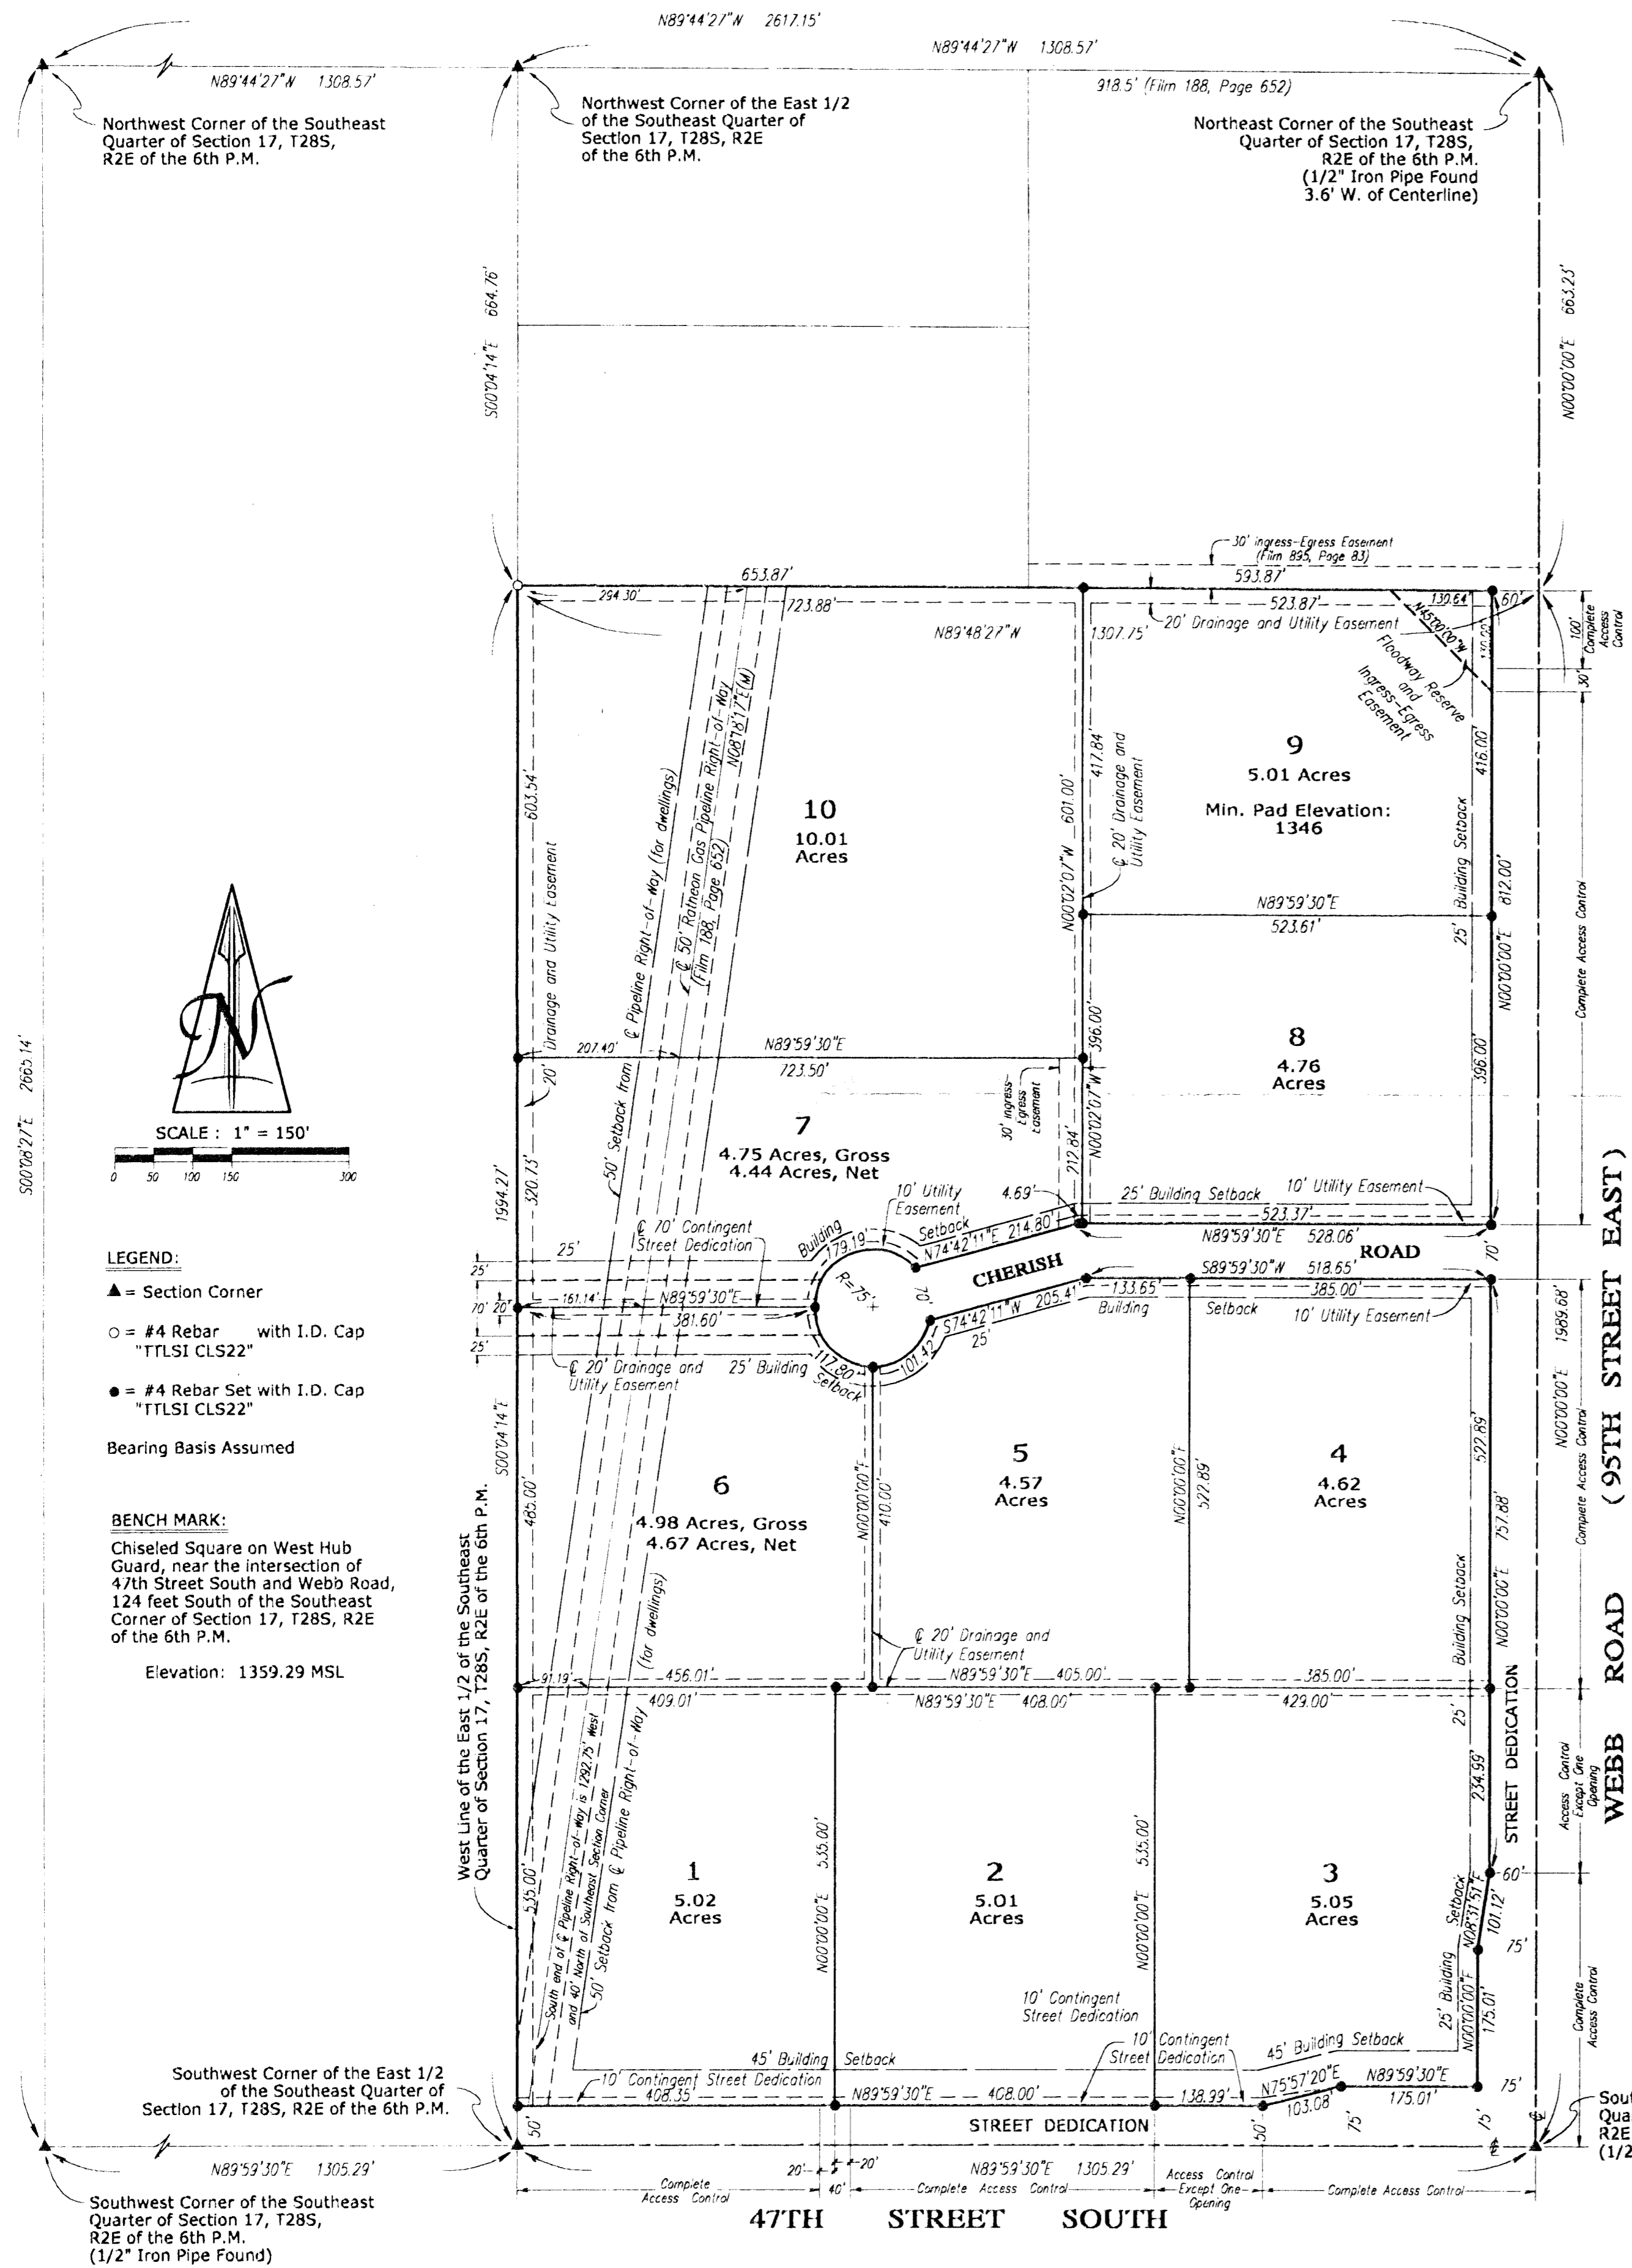 N89°44'27"W 2617.15'
N89°44'27"W 1308.57'
N89°44'27"W 1308.57'
918.5' (Film 188, Page 652)
Northwest Corner of the Southeast
Quarter of Section 17, T28S,
R2E of the 6th P.M.
Northwest Corner of the East 1/2
of the Southeast Quarter of
Section 17, T28S, R2E
of the 6th P.M.
Northeast Corner of the Southeast
Quarter of Section 17, T28S,
R2E of the 6th P.M.
(1/2" Iron Pipe Found
3.6' W. of Centerline)
S00°04'14"E 664.76'
N00°00'00"E 663.23'
30' Ingress-Egress Easement
(Film 895, Page 83)
653.87'
593.87'
294.30'
723.88'
523.87'
130.64'
60'
N89°48'27"W
1307.75'
20' Drainage and Utility Easement
N45°00'00"W
130.00'
Floodway Reserve
and
Ingress-Egress
Easement
100'
Complete
Access
Control
30'
603.54'
20' Drainage and Utility Easement
50' Setback from ℄ Pipeline Right-of-Way (for dwellings)
℄ 50' Ratneon Gas Pipeline Right-of-Way
(Film 188, Page 652)
N08°18'17"E(M)
10
10.01
Acres
N00°02'07"W 601.00'
417.84'
℄ 20' Drainage and
Utility Easement
9
5.01 Acres
Min. Pad Elevation:
1346
416.00'
25' Building Setback
812.00'
N00°00'00"E
Complete Access Control
N89°59'30"E
523.61'
8
4.76
Acres
396.00'
396.00'
N00°02'07"W
207.40'
N89°59'30"E
723.50'
30' Ingress-
Egress
Easement
212.84'
7
4.75 Acres, Gross
4.44 Acres, Net
SCALE : 1" = 150'
0 50 100 150 300
S00°08'27"E 2665.14'
1994.27'
320.73'
10' Utility
Easement
4.69'
25' Building Setback
10' Utility Easement
523.37'
N89°59'30"E 528.06'
℄ 70' Contingent
Street Dedication
Building
Setback
179.19'
N74°42'11"E 214.80'
CHERISH
ROAD
70'
S89°59'30"W 518.65'
LEGEND:
▲ = Section Corner
○ = #4 Rebar with I.D. Cap
"TTLSI CLS22"
● = #4 Rebar Set with I.D. Cap
"TTLSI CLS22"
Bearing Basis Assumed
25'
25'
70' 20'
25'
161.14'
N89°59'30"E
381.60'
R=75'
70'
133.65'
385.00'
S74°42'11"W 205.41'
25'
Building
Setback
10' Utility Easement
℄ 20' Drainage and
Utility Easement
25' Building
Setback
117.80'
101.42'
S00°04'14"E
485.00'
6
4.98 Acres, Gross
4.67 Acres, Net
N00°00'00"E
410.00'
5
4.57
Acres
N00°00'00"E
522.89'
4
4.62
Acres
522.89'
757.88'
N00°00'00"E
Building Setback
25'
N00°00'00"E 1989.68'
Complete Access Control
WEBB ROAD (95TH STREET EAST)
BENCH MARK:
Chiseled Square on West Hub
Guard, near the intersection of
47th Street South and Webb Road,
124 feet South of the Southeast
Corner of Section 17, T28S, R2E
of the 6th P.M.
Elevation: 1359.29 MSL
West Line of the East 1/2 of the Southeast
Quarter of Section 17, T28S, R2E of the 6th P.M.
(for dwellings)
℄ 20' Drainage and
Utility Easement
91.19'
456.01'
N89°59'30"E 405.00'
385.00'
409.01'
N89°59'30"E 408.00'
429.00'
STREET DEDICATION
234.99'
Access Control
Except One
Opening
535.00'
South end of ℄ Pipeline Right-of-Way is 1292.75' West
and 40' North of Southeast Section Corner
50' Setback from ℄ Pipeline Right-of-Way
1
5.02
Acres
N00°00'00"E 535.00'
2
5.01
Acres
N00°00'00"E 535.00'
3
5.05
Acres
60'
N08°31'51"E
101.12'
75'
25' Building Setback
N00°00'00"E
175.01'
Complete
Access Control
10' Contingent
Street Dedication
10' Contingent
Street Dedication
45' Building Setback
45' Building Setback
10' Contingent Street Dedication
408.35'
N89°59'30"E 408.00'
138.99'
N75°57'20"E
103.08'
N89°59'30"E
175.01'
75'
Southwest Corner of the East 1/2
of the Southeast Quarter of
Section 17, T28S, R2E of the 6th P.M.
50'
STREET DEDICATION
50'
75'
75'
℄
℄
Sout
Qua
R2E
(1/2
N89°59'30"E 1305.29'
20'
20'
40'
N89°59'30"E 1305.29'
Complete
Access Control
Complete Access Control
Access Control
Except One
Opening
Complete Access Control
Southwest Corner of the Southeast
Quarter of Section 17, T28S,
R2E of the 6th P.M.
(1/2" Iron Pipe Found)
47TH STREET SOUTH